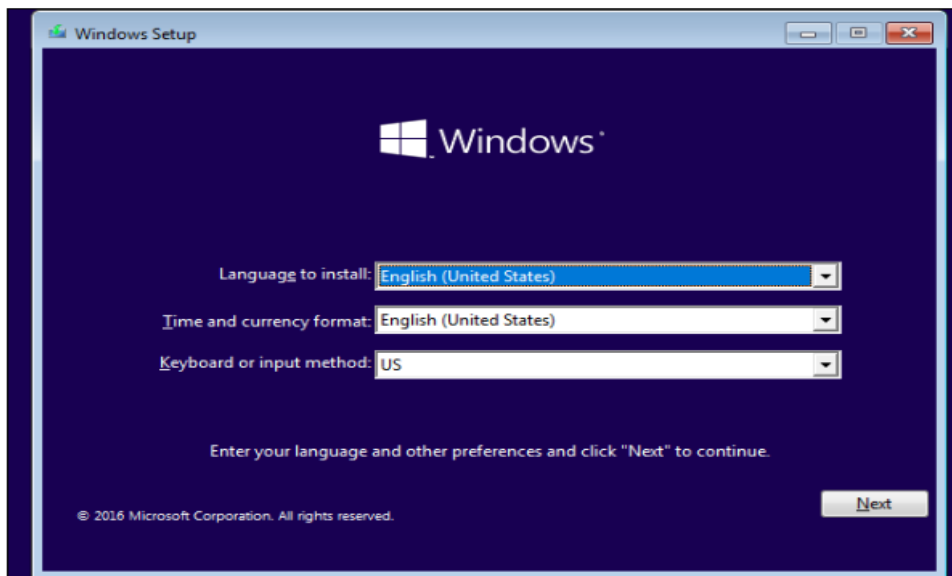 Windows Setup
Windows
Language to install: English (United States)
Time and currency format: English (United States)
Keyboard or input method: US
Enter your language and other preferences and click "Next" to continue.
© 2016 Microsoft Corporation. All rights reserved.
Next